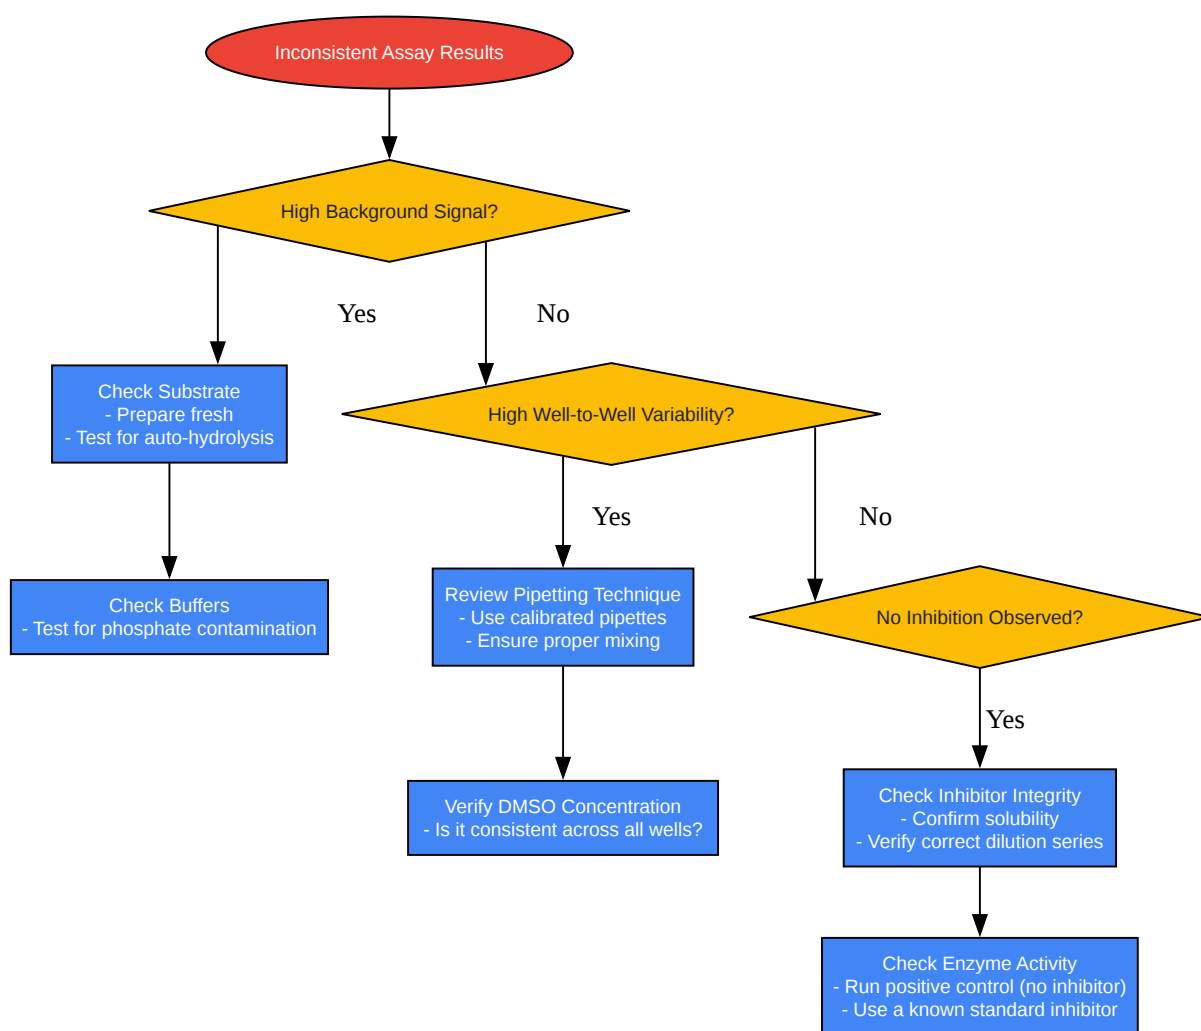 Inconsistent Assay Results
High Background Signal?
Yes
No
Check Substrate
- Prepare fresh
- Test for auto-hydrolysis
High Well-to-Well Variability?
Yes
No
Check Buffers
- Test for phosphate contamination
Review Pipetting Technique
- Use calibrated pipettes
- Ensure proper mixing
No Inhibition Observed?
Yes
Verify DMSO Concentration
- Is it consistent across all wells?
Check Inhibitor Integrity
- Confirm solubility
- Verify correct dilution series
Check Enzyme Activity
- Run positive control (no inhibitor)
- Use a known standard inhibitor